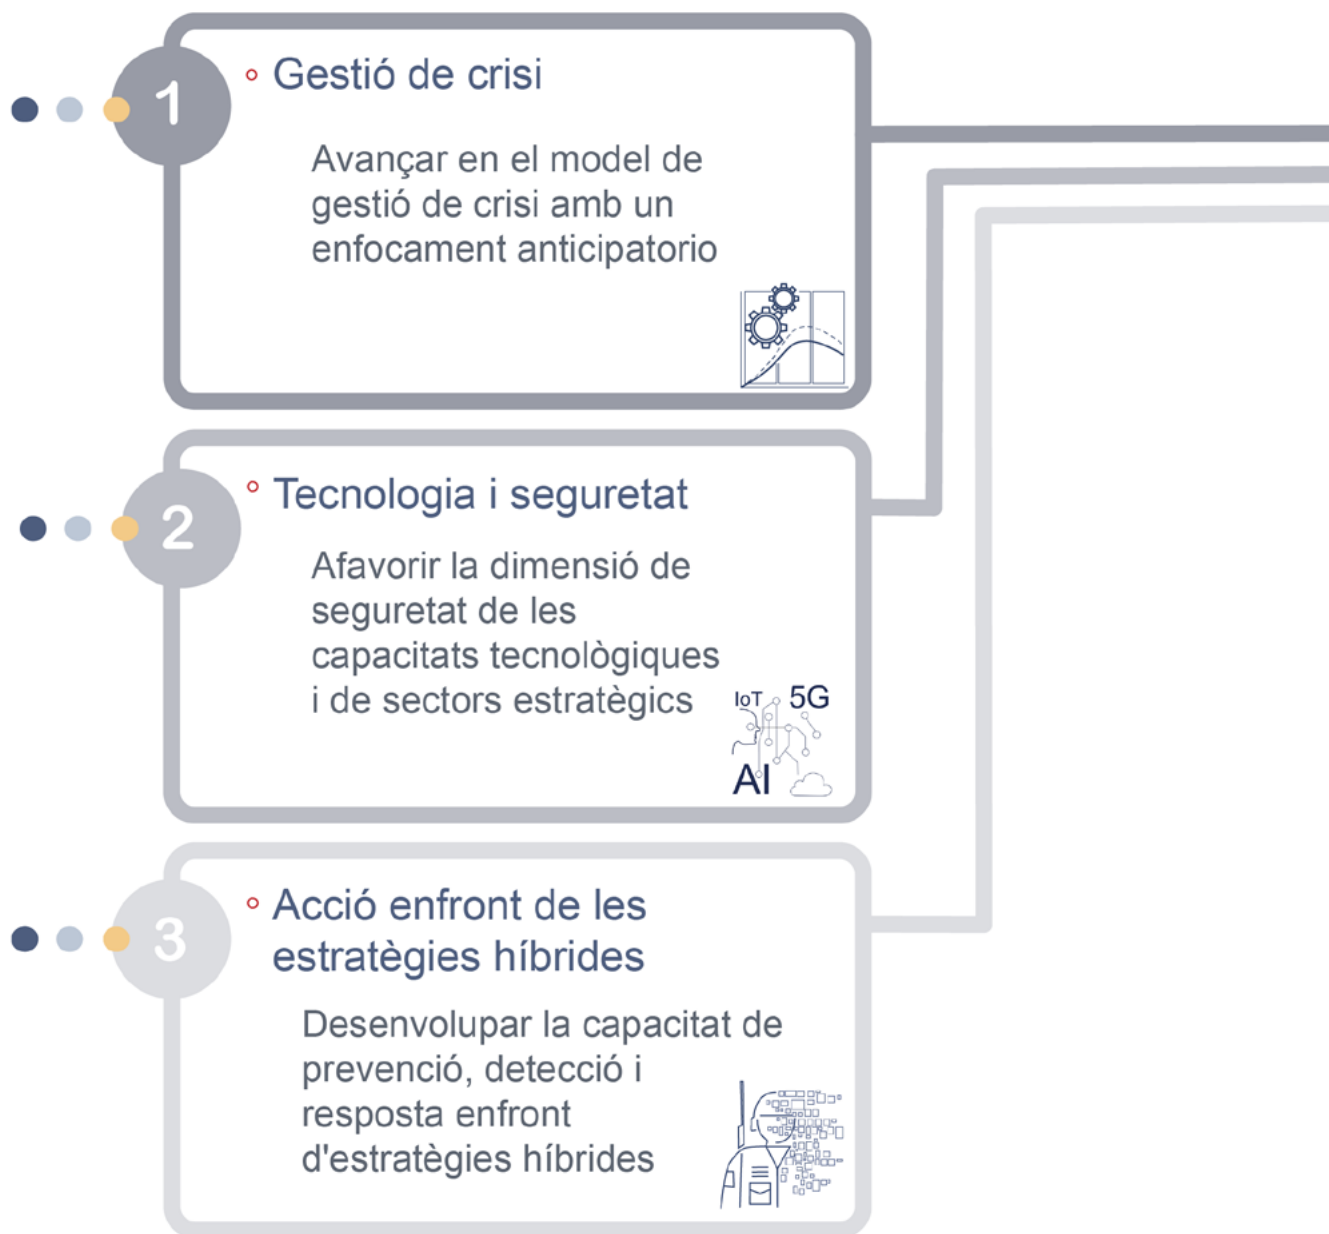 1
Gestió de crisi
Avançar en el model de
gestió de crisi amb un
enfocament anticipatorio
2
Tecnologia i seguretat
Afavorir la dimensió de
seguretat de les
capacitats tecnològiques
i de sectors estratègics
IoT 5G
AI
3
Acció enfront de les
estratègies híbrides
Desenvolupar la capacitat de
prevenció, detecció i
resposta enfront
d'estratègies híbrides